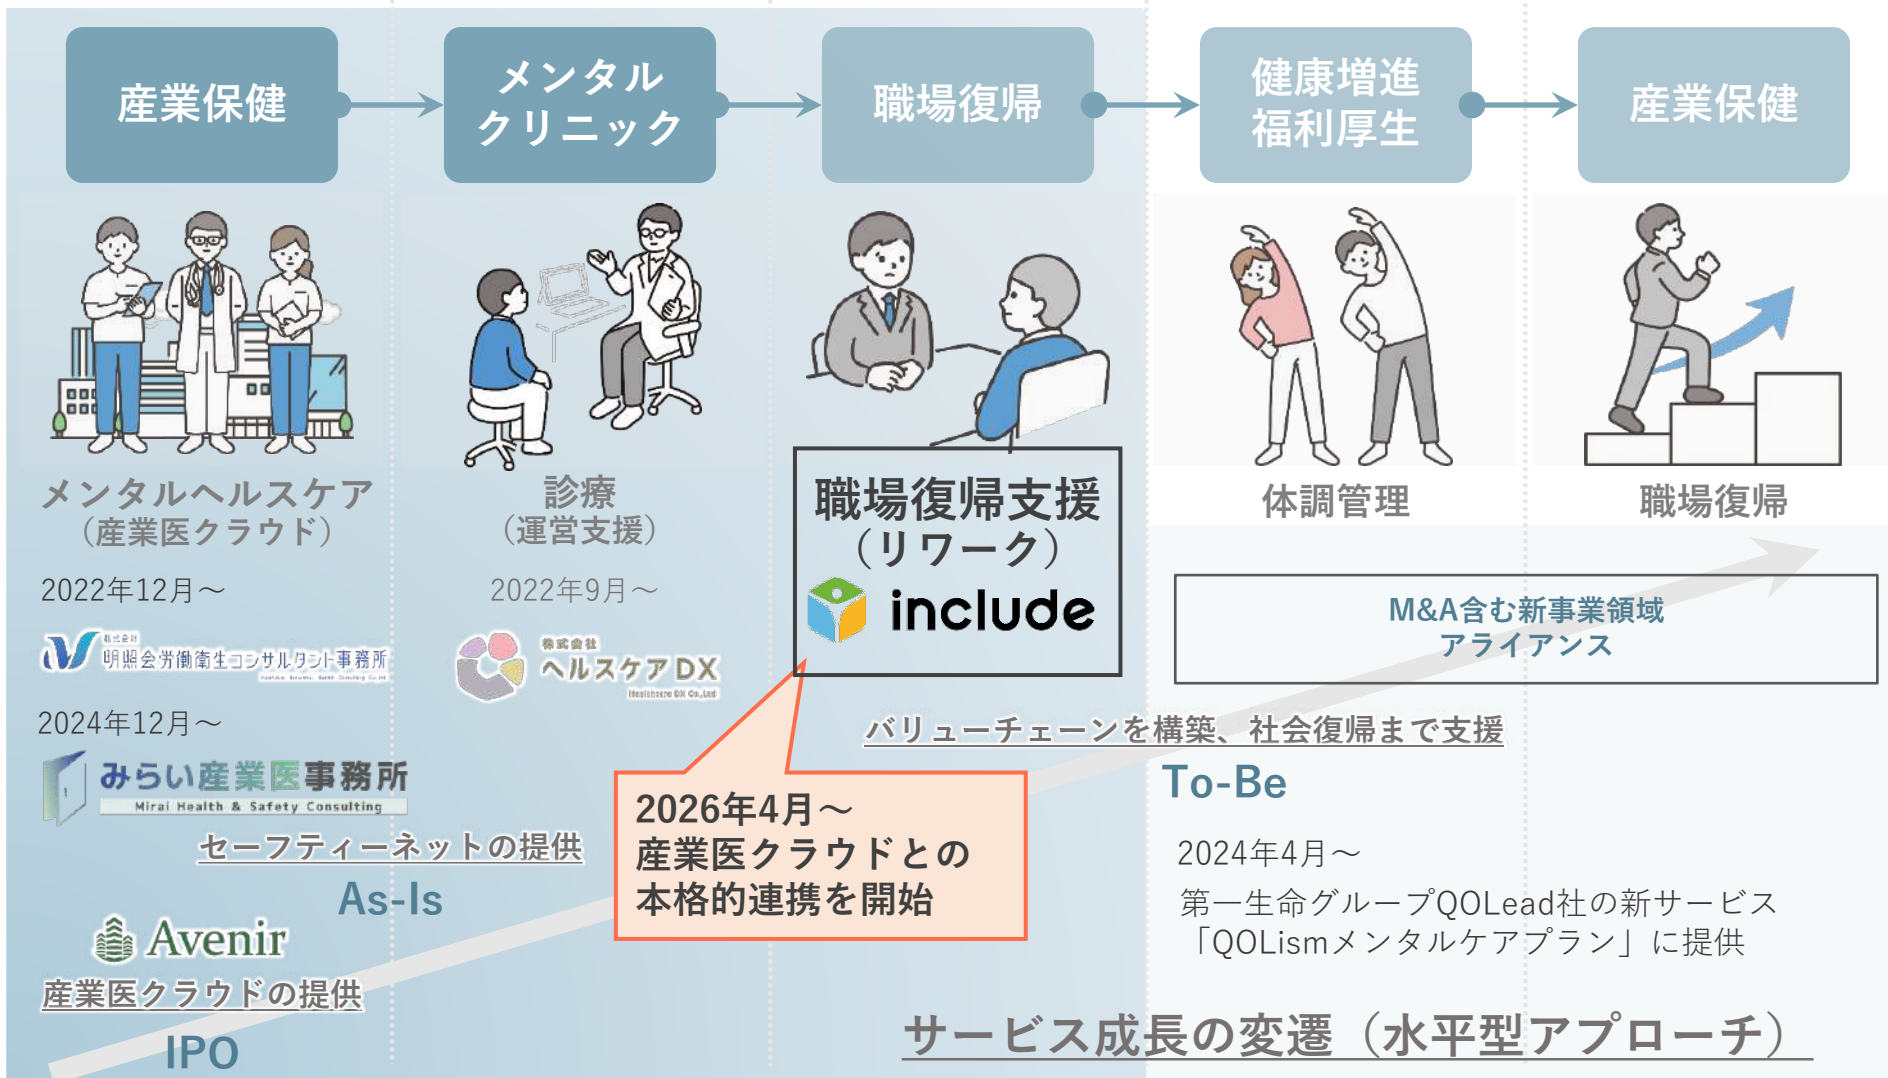 産業保健
メンタル
クリニック
職場復帰
健康増進
福利厚生
産業保健
メンタルヘルスケア
（産業医クラウド）
2022年12月～
株式会社
明照会労働衛生コンサルタント事務所
2024年12月～
みらい産業医事務所
Mirai Health & Safety Consulting
セーフティーネットの提供
As-Is
Avenir
産業医クラウドの提供
IPO
診療
（運営支援）
2022年9月～
株式会社
ヘルスケアDX
Healthcare DX Co.,Ltd
職場復帰支援
（リワーク）
include
2026年4月～
産業医クラウドとの
本格的連携を開始
体調管理
職場復帰
M&A含む新事業領域
アライアンス
バリューチェーンを構築、社会復帰まで支援
To-Be
2024年4月～
第一生命グループQOLead社の新サービス
「QOLismメンタルケアプラン」に提供
サービス成長の変遷（水平型アプローチ）